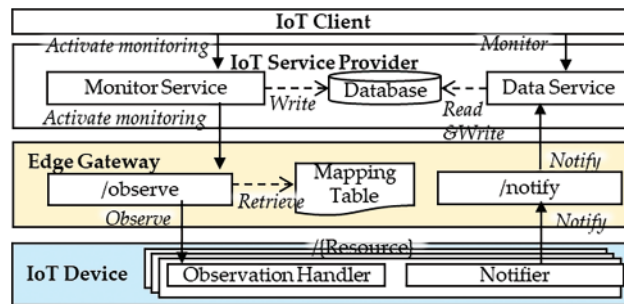 IoT Client
Activate monitoring
Monitor
IoT Service Provider
Monitor Service
Database
Data Service
Write
Read
&Write
Activate monitoring
Edge Gateway
Notify
/observe
Mapping
Table
/notify
Retrieve
Observe
Notify
/{Resource}
IoT Device
Observation Handler
Notifier